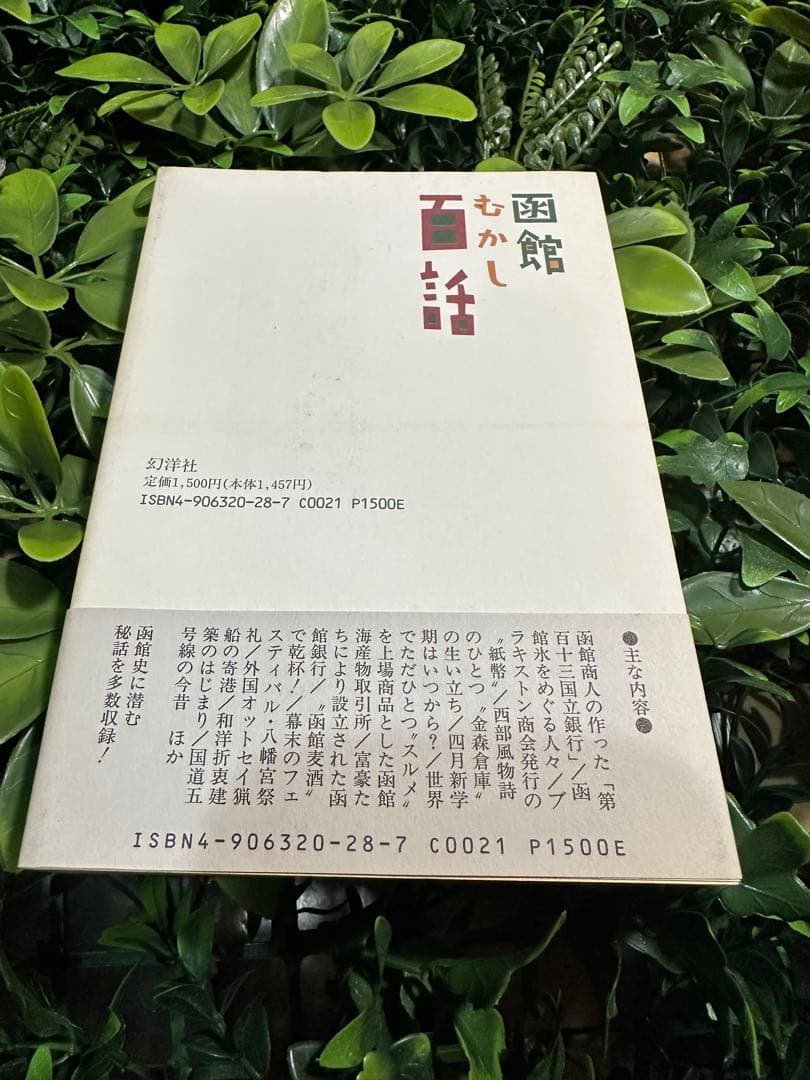 函館
むかし
百話
幻洋社
定価1,500円(本体1,457円)
ISBN4-906320-28-7 C0021 P1500E
●主な内容●
函館商人の作った「第
百十三国立銀行」/函
館氷をめぐる人々/ブ
ラキストン商会発行の
〝紙幣〟/西部風物詩
のひとつ〝金森倉庫〟
の生い立ち/四月新学
期はいつから?/世界
でただひとつ〝スルメ〟
を上場商品とした函館
海産物取引所/富豪た
ちにより設立された函
館銀行/〝函館麦酒〟
で乾杯!/幕末のフェ
スティバル・八幡宮祭
礼/外国オットセイ猟
船の寄港/和洋折衷建
築のはじまり/国道五
号線の今昔 ほか
函館史に潜む
秘話を多数収録!
ISBN4-906320-28-7 C0021 P1500E